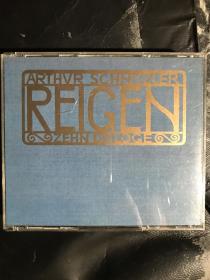 ARTHVR SCHNITZLER
REIGEN
ZEHN DIALOGE